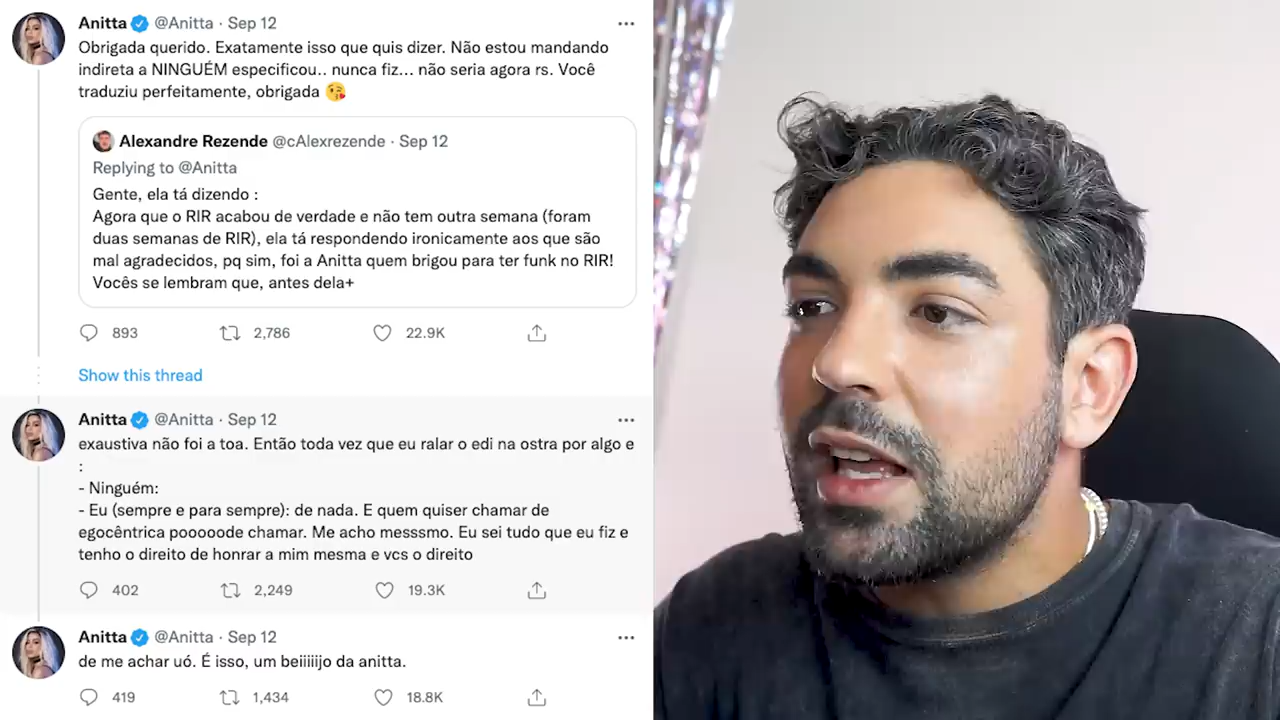 Anitta @Anitta · Sep 12
Obrigada querido. Exatamente isso que quis dizer. Não estou mandando
indireta a NINGUÉM especificou.. nunca fiz... não seria agora rs. Você
traduziu perfeitamente, obrigada 😘
Alexandre Rezende @cAlexrezende · Sep 12
Replying to @Anitta
Gente, ela tá dizendo :
Agora que o RIR acabou de verdade e não tem outra semana (foram
duas semanas de RIR), ela tá respondendo ironicamente aos que são
mal agradecidos, pq sim, foi a Anitta quem brigou para ter funk no RIR!
Vocês se lembram que, antes dela+
893 2,786 22.9K
Show this thread
Anitta @Anitta · Sep 12
exaustiva não foi a toa. Então toda vez que eu ralar o edi na ostra por algo e
:
- Ninguém:
- Eu (sempre e para sempre): de nada. E quem quiser chamar de
egocêntrica pooooode chamar. Me acho messsmo. Eu sei tudo que eu fiz e
tenho o direito de honrar a mim mesma e vcs o direito
402 2,249 19.3K
Anitta @Anitta · Sep 12
de me achar uó. É isso, um beiiiiijo da anitta.
419 1,434 18.8K